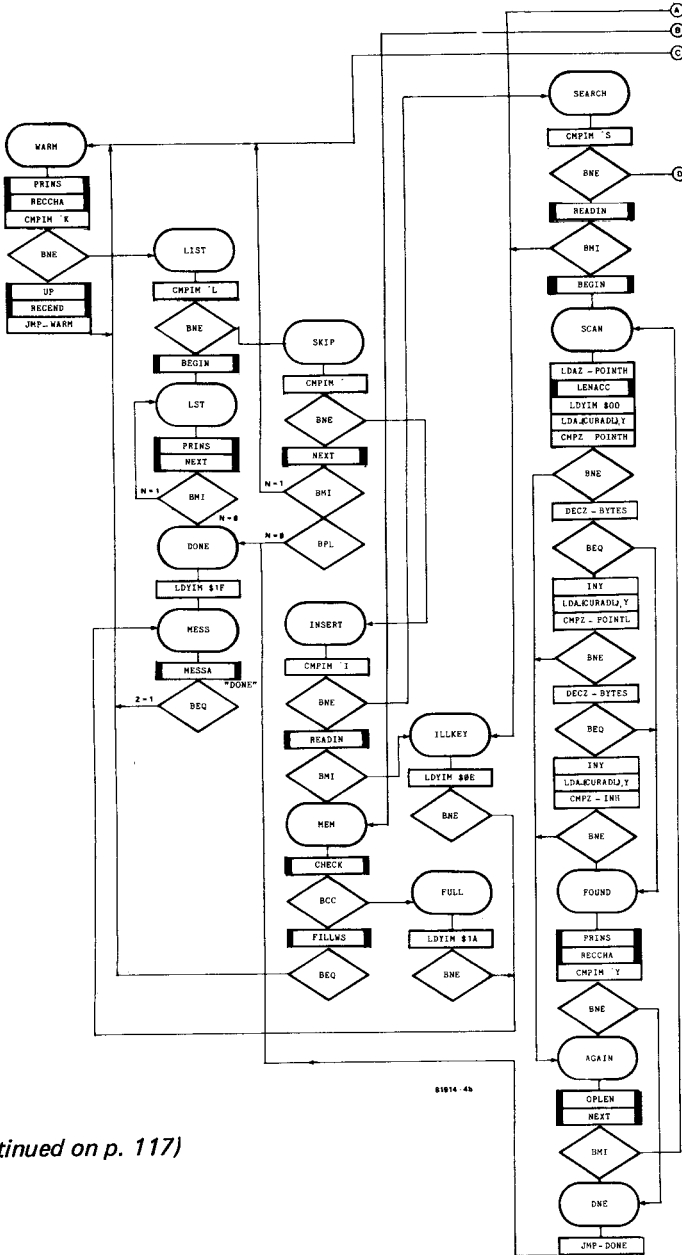 A
B
C
SEARCH
CMPIM 'S
BNE
D
READIN
BMI
BEGIN
SCAN
LDAZ - POINTH
LENACC
LDYIM $00
LDA(CURADL),Y
CMPZ POINTH
BNE
DECZ - BYTES
BEQ
INY
LDA(CURADL),Y
CMPZ - POINTL
BNE
DECZ - BYTES
BEQ
INY
LDA(CURADL),Y
CMPZ - INH
BNE
FOUND
PRINS
RECCHA
CMPIM 'Y
BNE
AGAIN
OPLEN
NEXT
BMI
DNE
JMP - DONE
WARM
PRINS
RECCHA
CMPIM 'K
BNE
UP
RECEND
JMP - WARM
LIST
CMPIM 'L
BNE
BEGIN
LST
PRINS
NEXT
N=1
BMI
N=0
DONE
LDYIM $1F
MESS
MESSA
"DONE"
Z=1
BEQ
SKIP
CMPIM '
BNE
NEXT
N=1
BMI
N=0
BPL
INSERT
CMPIM 'I
BNE
READIN
BMI
MEM
CHECK
BCC
FILLWS
BEQ
ILLKEY
LDYIM $0E
BNE
FULL
LDYIM $1A
BNE
81914-4b
tinued on p. 117)